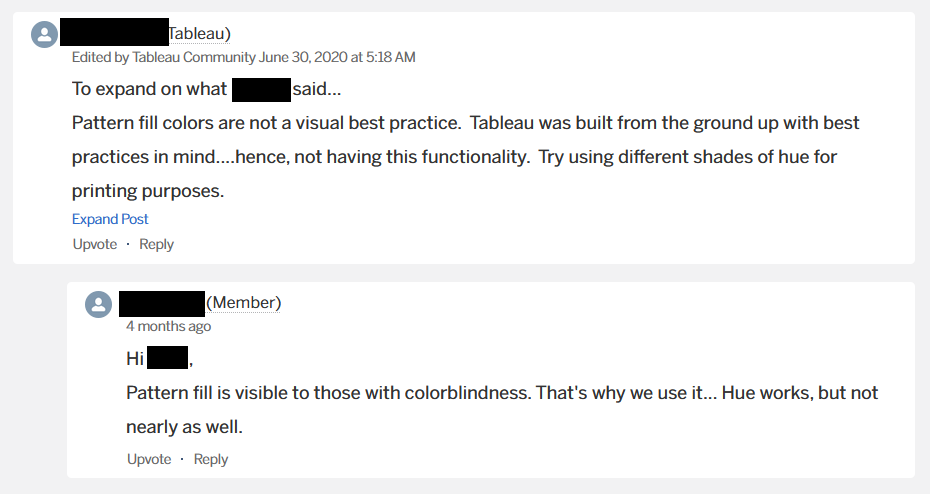 Tableau)
Edited by Tableau Community June 30, 2020 at 5:18 AM
To expand on what said...
Pattern fill colors are not a visual best practice.  Tableau was built from the ground up with best
practices in mind....hence, not having this functionality.  Try using different shades of hue for
printing purposes.
Expand Post
Upvote · Reply
(Member)
4 months ago
Hi ,
Pattern fill is visible to those with colorblindness. That's why we use it... Hue works, but not
nearly as well.
Upvote · Reply